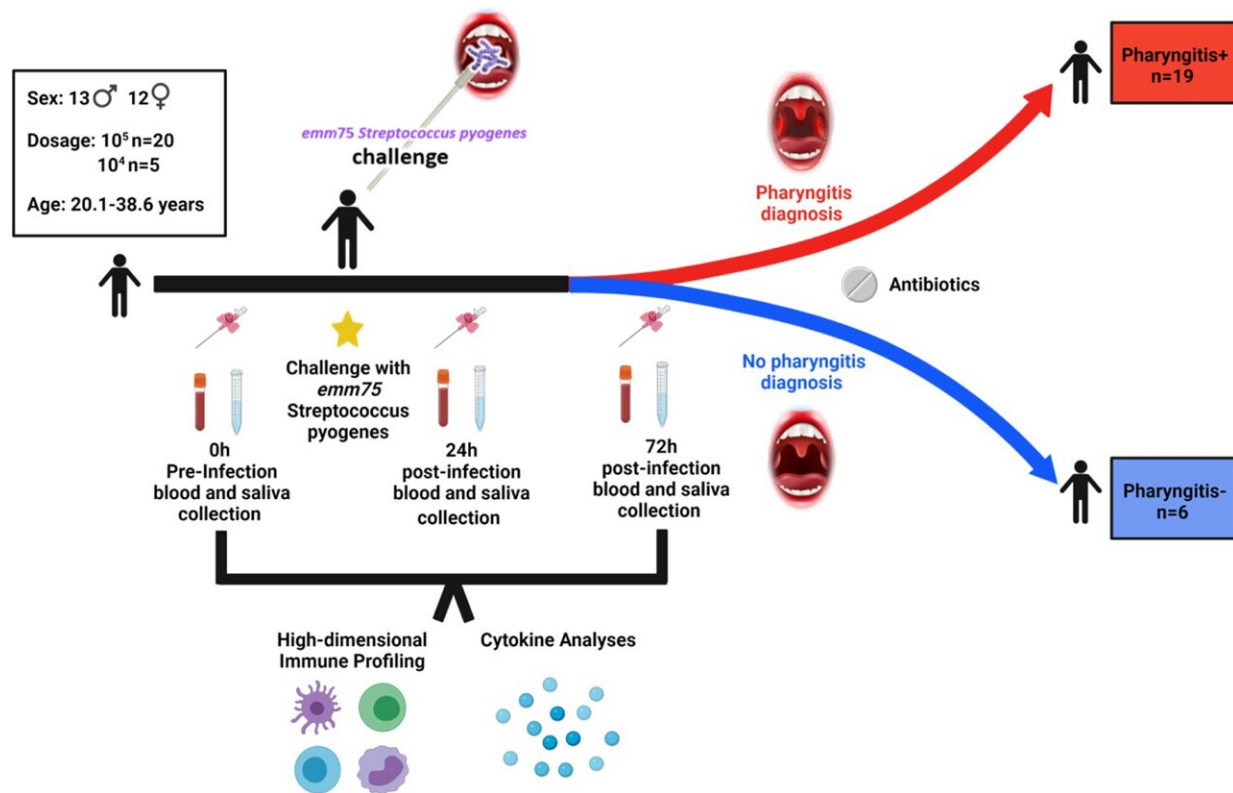 Sex: 13♂ 12♀
Dosage: 10⁵ n=20
10⁴ n=5
Age: 20.1-38.6 years
emm75 Streptococcus pyogenes
challenge
Pharyngitis
diagnosis
Pharyngitis+
n=19
Antibiotics
No pharyngitis
diagnosis
Pharyngitis-
n=6
0h
Pre-Infection
blood and saliva
collection
Challenge with
emm75
Streptococcus
pyogenes
24h
post-infection
blood and saliva
collection
72h
post-infection
blood and saliva
collection
High-dimensional
Immune Profiling
Cytokine Analyses